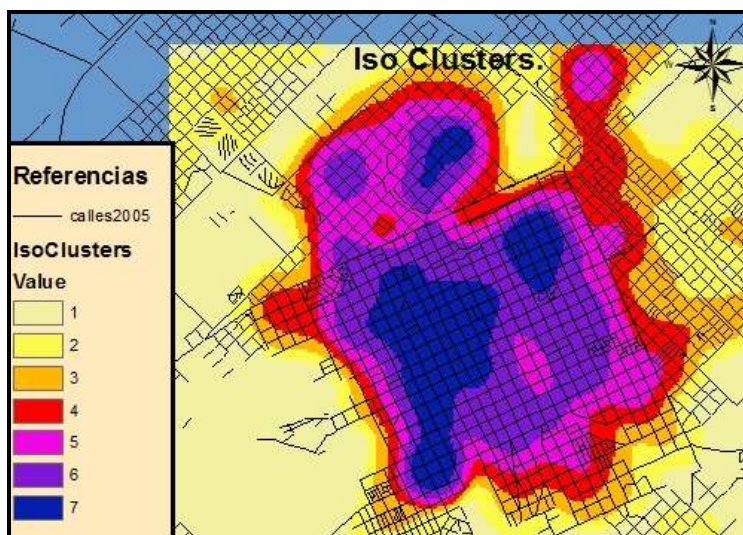 Iso Clusters.
N
W
E
S
Referencias
calles2005
IsoClusters
Value
1
2
3
4
5
6
7